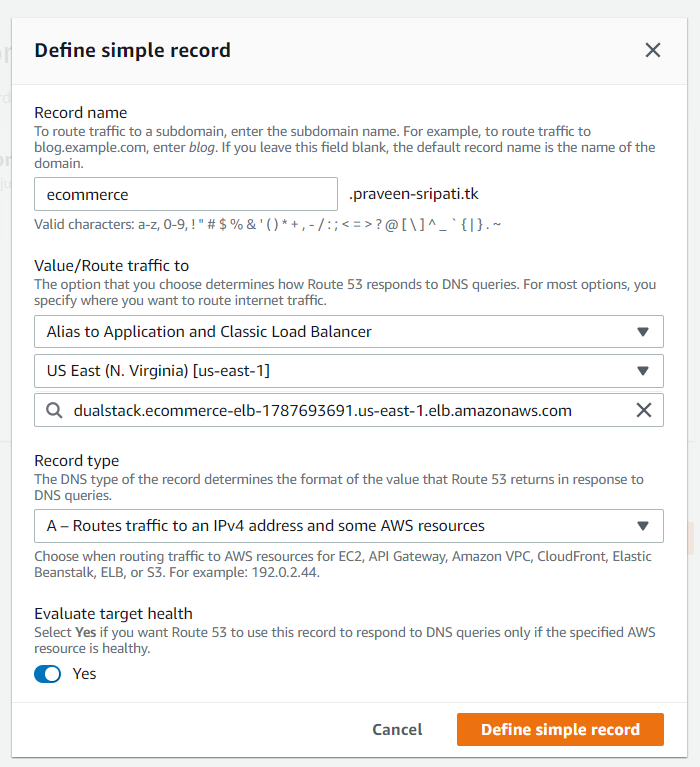 Define simple record
Record name
To route traffic to a subdomain, enter the subdomain name. For example, to route traffic to
blog.example.com, enter blog. If you leave this field blank, the default record name is the name of the
domain.
ecommerce .praveen-sripati.tk
Valid characters: a-z, 0-9, ! " # $ % & ' ( ) * + , - / : ; < = > ? @ [ \ ] ^ _ ` { | } . ~
Value/Route traffic to
The option that you choose determines how Route 53 responds to DNS queries. For most options, you
specify where you want to route internet traffic.
Alias to Application and Classic Load Balancer
US East (N. Virginia) [us-east-1]
dualstack.ecommerce-elb-1787693691.us-east-1.elb.amazonaws.com
Record type
The DNS type of the record determines the format of the value that Route 53 returns in response to
DNS queries.
A – Routes traffic to an IPv4 address and some AWS resources
Choose when routing traffic to AWS resources for EC2, API Gateway, Amazon VPC, CloudFront, Elastic
Beanstalk, ELB, or S3. For example: 192.0.2.44.
Evaluate target health
Select Yes if you want Route 53 to use this record to respond to DNS queries only if the specified AWS
resource is healthy.
Yes
Cancel Define simple record